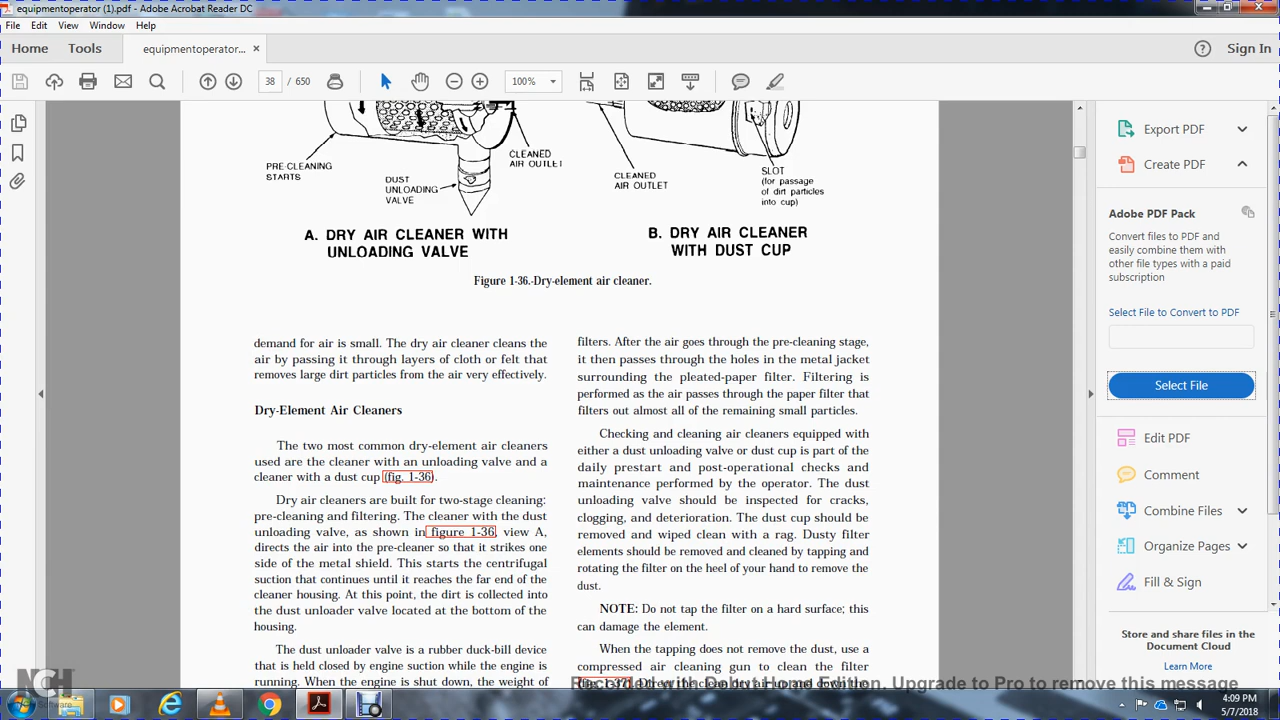 equipmentoperator (1).pdf - Adobe Acrobat Reader DC
File Edit View Window Help
Home Tools equipmentoperator... × Sign In
38 / 650 100%
PRE-CLEANING
STARTS
DUST
UNLOADING
VALVE
CLEANED
AIR OUTLET
A. DRY AIR CLEANER WITH
UNLOADING VALVE
CLEANED
AIR OUTLET
SLOT
(for passage
of dirt particles
into cup)
B. DRY AIR CLEANER
WITH DUST CUP
Figure 1-36.-Dry-element air cleaner.
demand for air is small. The dry air cleaner cleans the
air by passing it through layers of cloth or felt that
removes large dirt particles from the air very effectively.
Dry-Element Air Cleaners
The two most common dry-element air cleaners
used are the cleaner with an unloading valve and a
cleaner with a dust cup (fig. 1-36).
Dry air cleaners are built for two-stage cleaning:
pre-cleaning and filtering. The cleaner with the dust
unloading valve, as shown in figure 1-36, view A,
directs the air into the pre-cleaner so that it strikes one
side of the metal shield. This starts the centrifugal
suction that continues until it reaches the far end of the
cleaner housing. At this point, the dirt is collected into
the dust unloader valve located at the bottom of the
housing.
The dust unloader valve is a rubber duck-bill device
that is held closed by engine suction while the engine is
running. When the engine is shut down, the weight of
filters. After the air goes through the pre-cleaning stage,
it then passes through the holes in the metal jacket
surrounding the pleated-paper filter. Filtering is
performed as the air passes through the paper filter that
filters out almost all of the remaining small particles.
Checking and cleaning air cleaners equipped with
either a dust unloading valve or dust cup is part of the
daily prestart and post-operational checks and
maintenance performed by the operator. The dust
unloading valve should be inspected for cracks,
clogging, and deterioration. The dust cup should be
removed and wiped clean with a rag. Dusty filter
elements should be removed and cleaned by tapping and
rotating the filter on the heel of your hand to remove the
dust.
NOTE: Do not tap the filter on a hard surface; this
can damage the element.
When the tapping does not remove the dust, use a
compressed air cleaning gun to clean the filter
Export PDF
Create PDF
Adobe PDF Pack
Convert files to PDF and
easily combine them with
other file types with a paid
subscription
Select File to Convert to PDF
Select File
Edit PDF
Comment
Combine Files
Organize Pages
Fill & Sign
Store and share files in the
Document Cloud
Learn More
NCH Software
Recorded with Debut Home Edition. Upgrade to Pro to remove this message
4:09 PM
5/7/2018